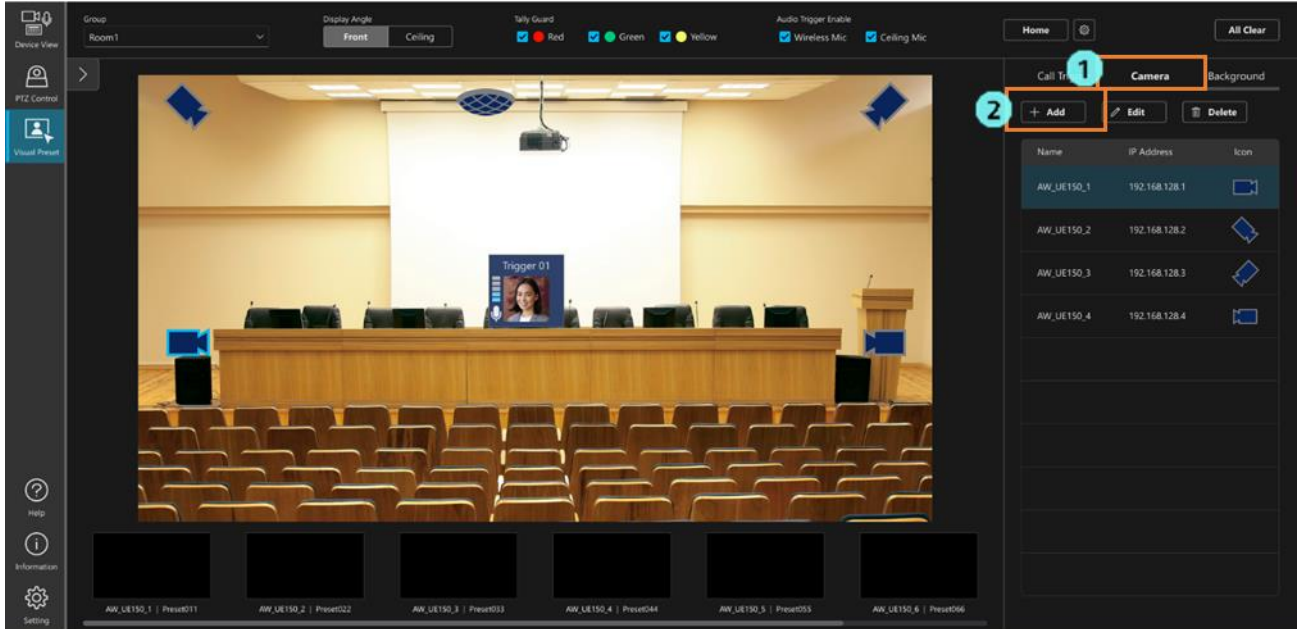 Device View
PTZ Control
Visual Preset
Help
Information
Setting
Group
Room1
Display Angle
Front Ceiling
Tally Guard
Red Green Yellow
Audio Trigger Enable
Wireless Mic Ceiling Mic
Home
All Clear
Trigger 01
AW_UE150_1 | Preset011
AW_UE150_2 | Preset022
AW_UE150_3 | Preset033
AW_UE150_4 | Preset044
AW_UE150_5 | Preset055
AW_UE150_6 | Preset066
1
Call Tr Camera Background
2
+ Add Edit Delete
Name IP Address Icon
AW_UE150_1 192.168.128.1
AW_UE150_2 192.168.128.2
AW_UE150_3 192.168.128.3
AW_UE150_4 192.168.128.4